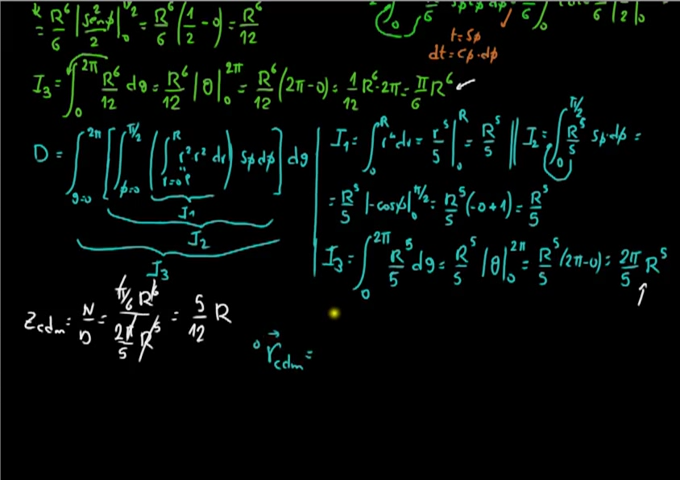 = R⁶/6 |sen²φ/2|₀^π/2 = R⁶/6 (1/2 - 0) = R⁶/12
t = Sφ
dt = Cφ·dφ
I₃ = ∫₀^2π R⁶/12 dθ = R⁶/12 |θ|₀^2π = R⁶/12 (2π-0) = 1/12 R⁶·2π = π/6 R⁶
D = ∫θ=0^2π [∫φ=0^π/2 (∫r=0^R r²·r² dr) Sφ dφ] dθ
I₁
I₂
I₃
I₁ = ∫₀^R r⁴ dr = r⁵/5 |₀^R = R⁵/5 || I₂ = ∫₀^π/2 R⁵/5 Sφ·dφ =
= R⁵/5 |-cosφ|₀^π/2 = R⁵/5 (-0+1) = R⁵/5
I₃ = ∫₀^2π R⁵/5 dθ = R⁵/5 |θ|₀^2π = R⁵/5 (2π-0) = 2π/5 R⁵
Zcdm = N/D = π/6 R⁶ / 2π/5 R⁵ = 5/12 R
° r⃗cdm =